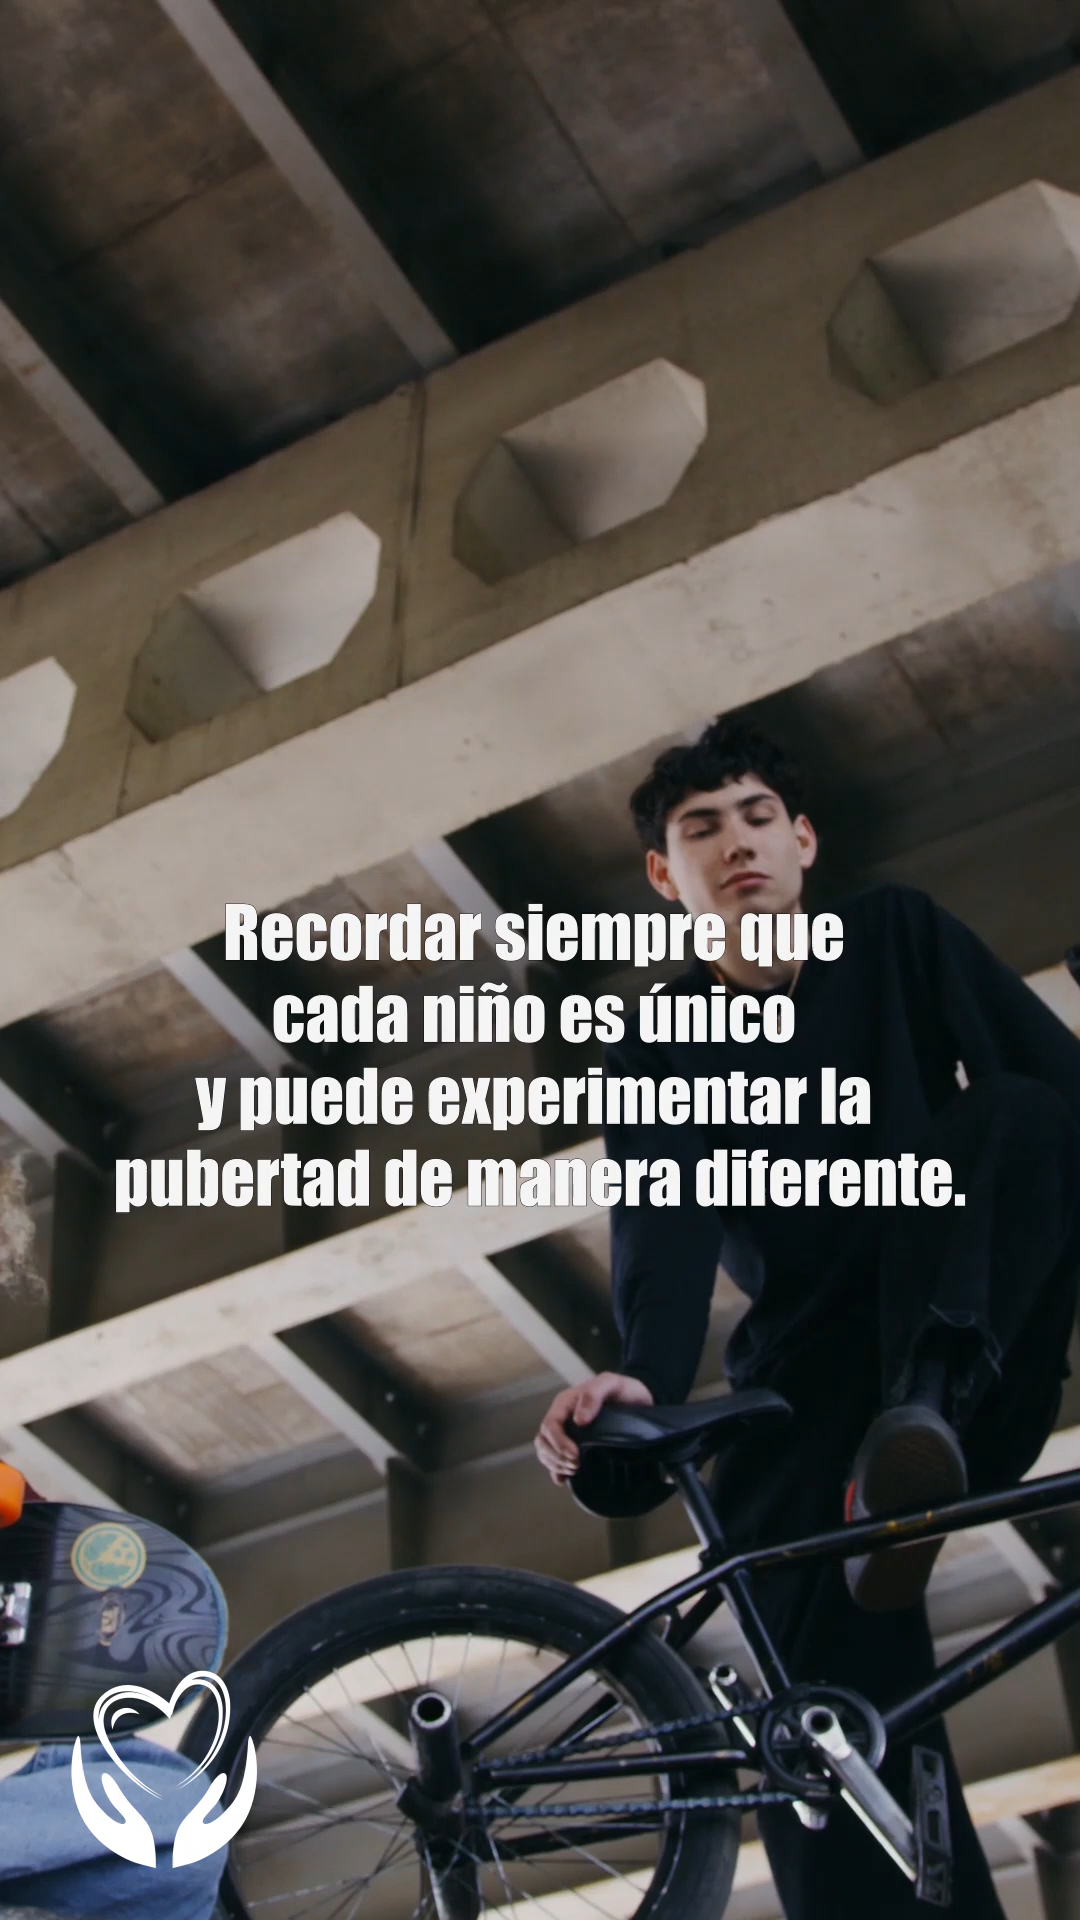 Recordar siempre que
cada niño es único
y puede experimentar la
pubertad de manera diferente.